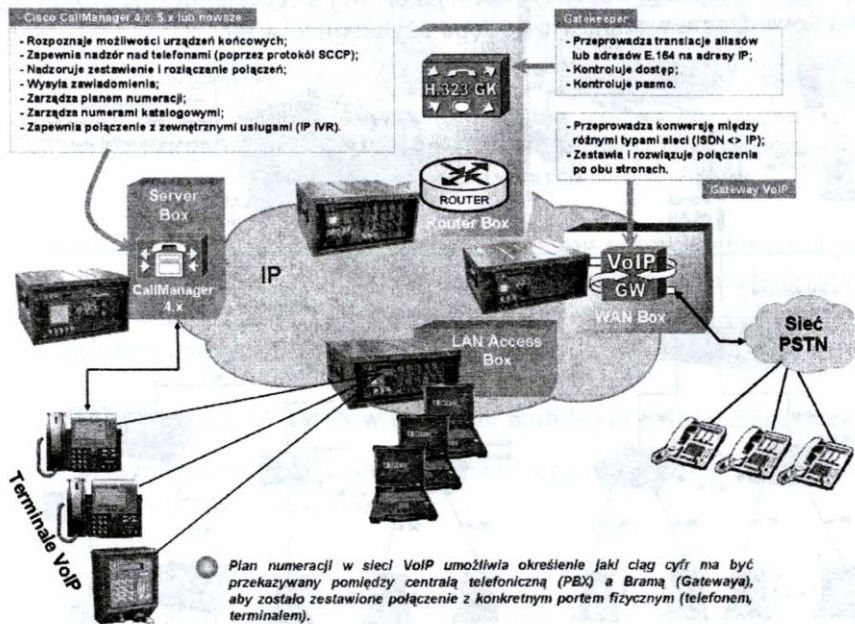 Cisco CallManager 4.x, 5.x lub nowsze
- Rozpoznaje możliwości urządzeń końcowych;
- Zapewnia nadzór nad telefonami (poprzez protokół SCCP);
- Nadzoruje zestawienie i rozłączanie połączeń;
- Wysyła zawiadomienia;
- Zarządza planem numeracji;
- Zarządza numerami katalogowymi;
- Zapewnia połączenie z zewnętrznymi usługami (IP IVR).
Gatekeeper
- Przeprowadza translację aliasów
lub adresów E.164 na adresy IP;
- Kontroluje dostęp;
- Kontroluje pasmo.
H.323 GK
- Przeprowadza konwersję między
różnymi typami sieci (ISDN <> IP);
- Zestawia i rozwiązuje połączenia
po obu stronach.
Gateway VoIP
Server
Box
CallManager
4.x
ROUTER
Router Box
IP
VoIP
GW
WAN Box
LAN Access
Box
Sieć
PSTN
Terminale VoIP
Plan numeracji w sieci VoIP umożliwia określenie jaki ciąg cyfr ma być
przekazywany pomiędzy centralą telefoniczną (PBX) a Bramą (Gatewaya),
aby zostało zestawione połączenie z konkretnym portem fizycznym (telefonem,
terminalem).